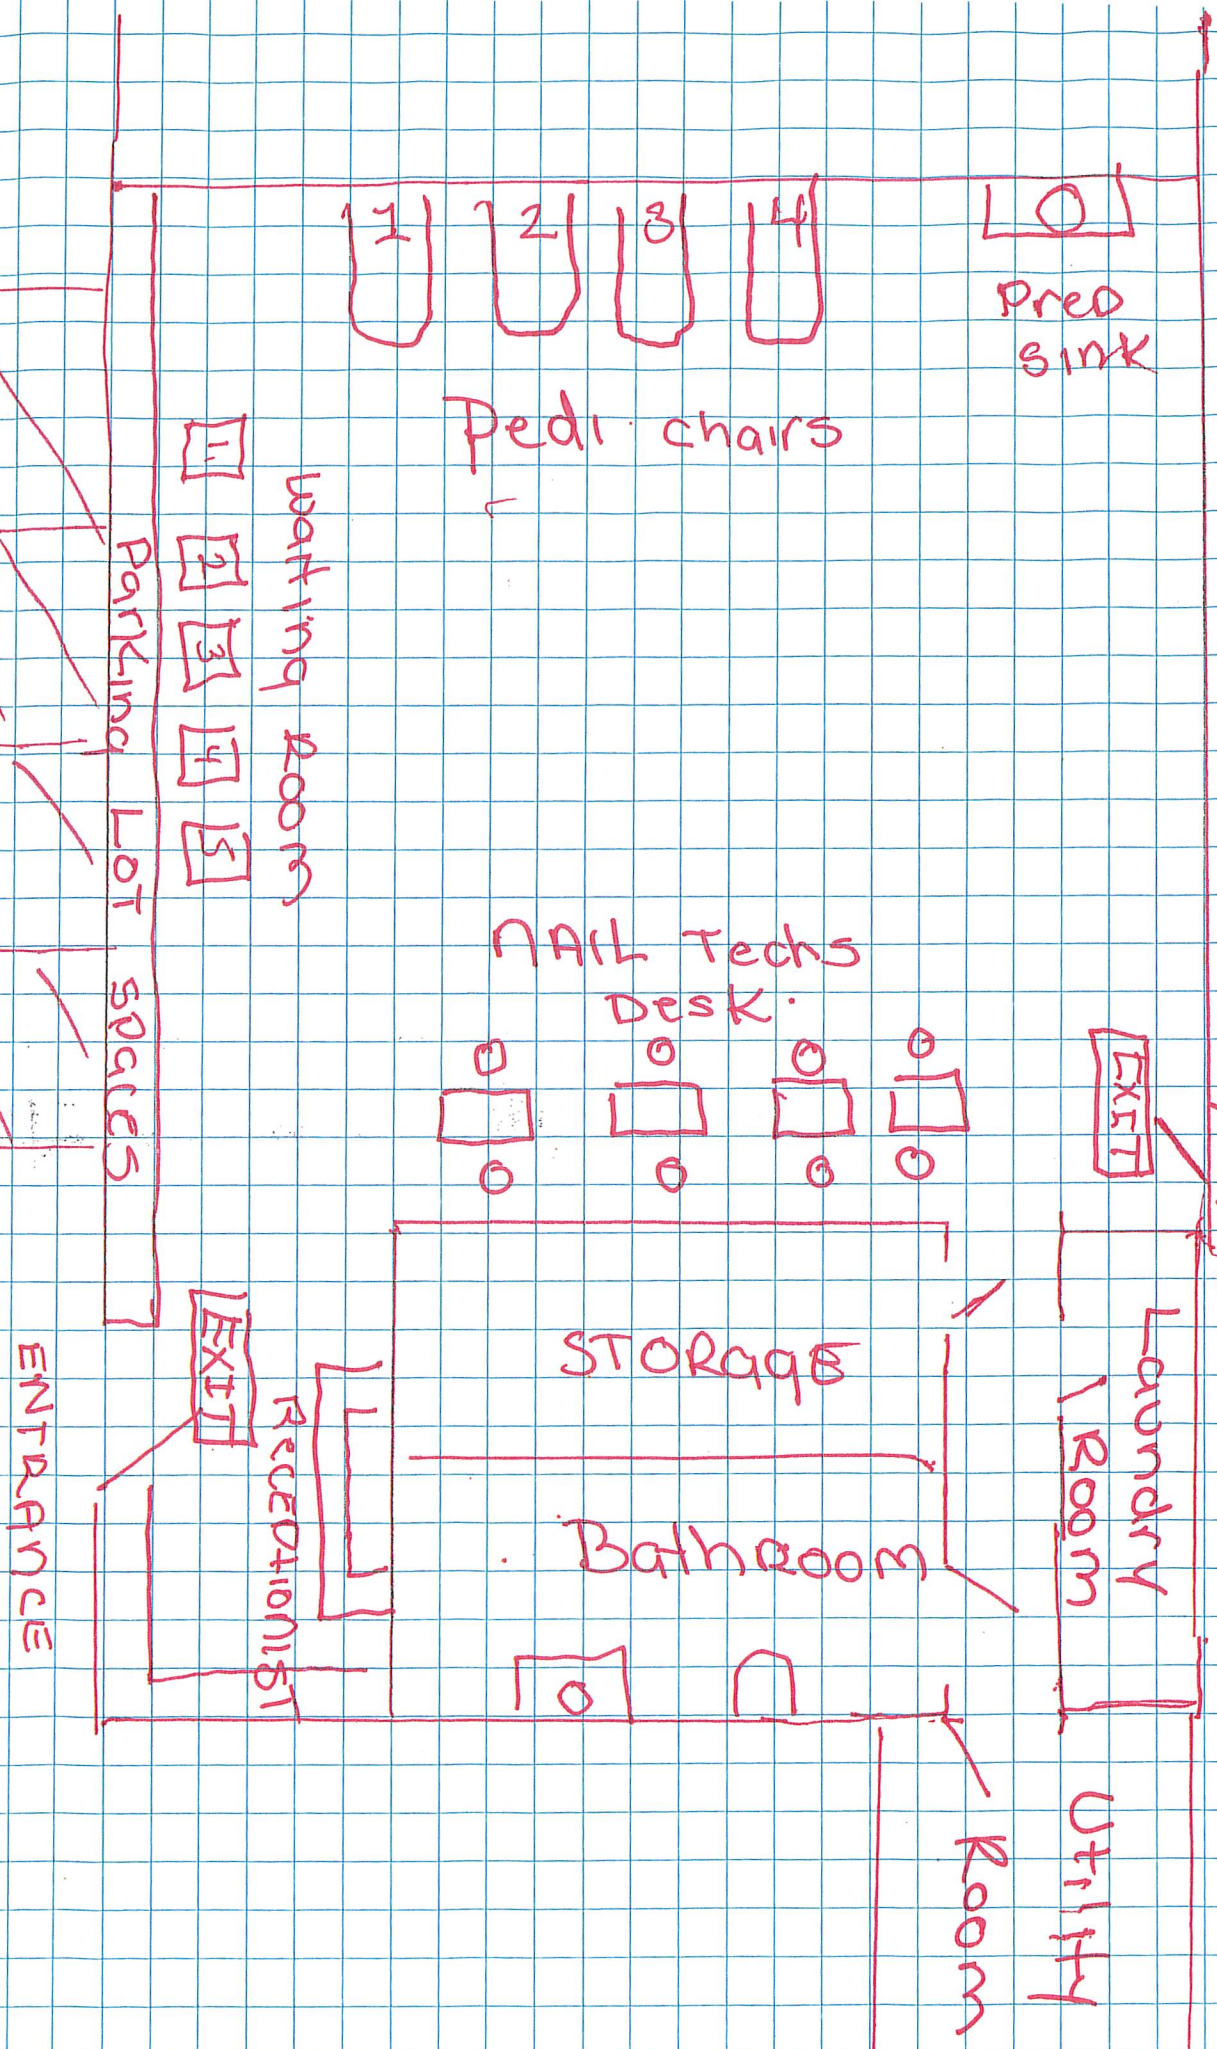 1 2 3 4
Prep
sink
Pedi chairs
waiting Room
1.
2
3
4
5
Parking LOT spaces
NAIL Techs
Desk.
EXIT
STORAGE
Laundry
Room
EXIT
Receptionist
ENTRANCE
Bathroom
Utility
Room